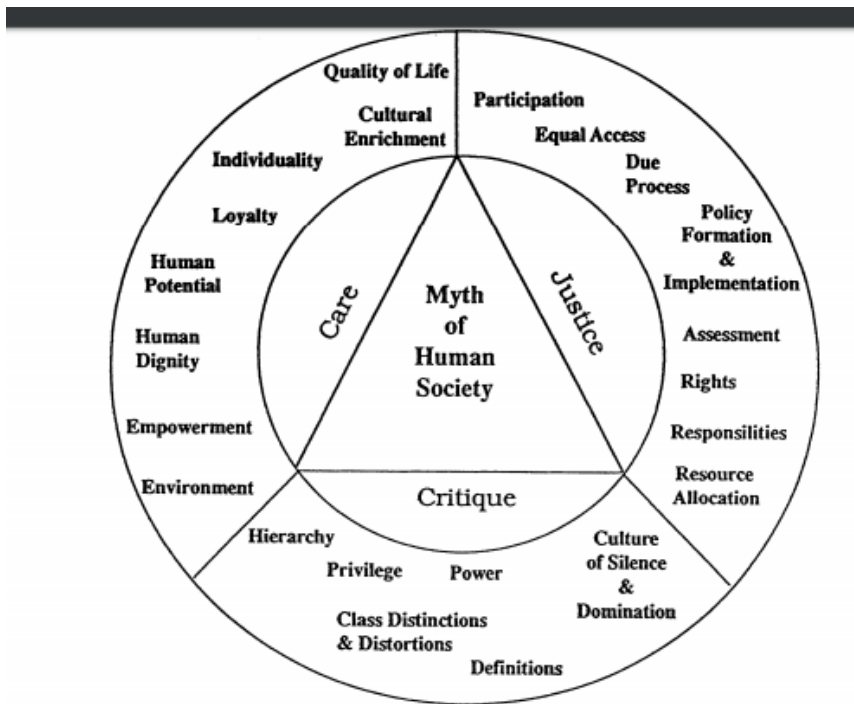 Quality of Life
Cultural
Enrichment
Individuality
Loyalty
Human
Potential
Human
Dignity
Empowerment
Environment
Participation
Equal Access
Due
Process
Policy
Formation
&
Implementation
Assessment
Rights
Responsilities
Resource
Allocation
Care
Justice
Myth
of
Human
Society
Critique
Hierarchy
Privilege
Power
Culture
of Silence
&
Domination
Class Distinctions
& Distortions
Definitions